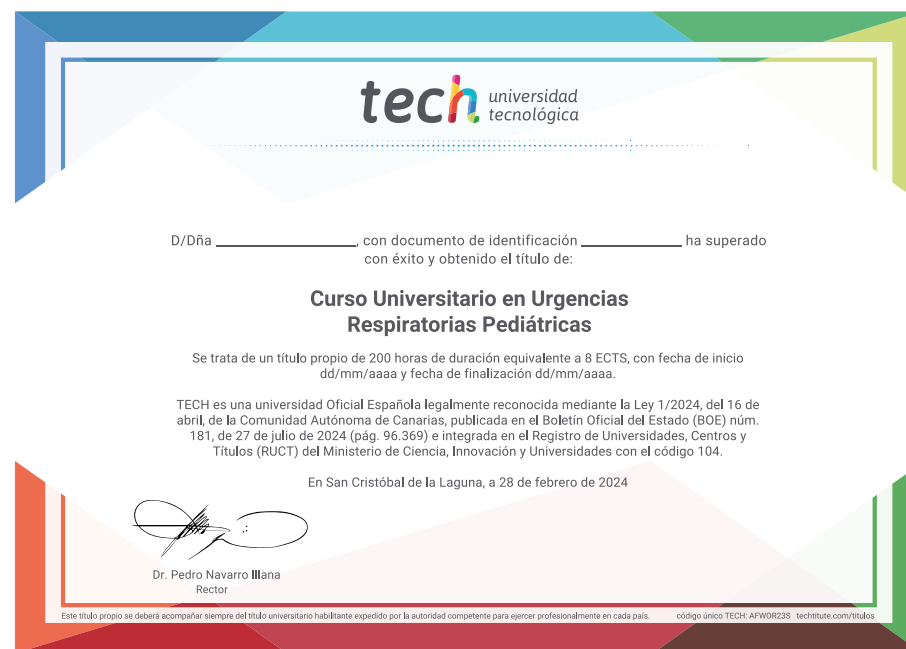 tech universidad
tecnológica
D/Dña ____________________, con documento de identificación ______________ ha superado
con éxito y obtenido el título de:
Curso Universitario en Urgencias
Respiratorias Pediátricas
Se trata de un título propio de 200 horas de duración equivalente a 8 ECTS, con fecha de inicio
dd/mm/aaaa y fecha de finalización dd/mm/aaaa.
TECH es una universidad Oficial Española legalmente reconocida mediante la Ley 1/2024, del 16 de
abril, de la Comunidad Autónoma de Canarias, publicada en el Boletín Oficial del Estado (BOE) núm.
181, de 27 de julio de 2024 (pág. 96.369) e integrada en el Registro de Universidades, Centros y
Títulos (RUCT) del Ministerio de Ciencia, Innovación y Universidades con el código 104.
En San Cristóbal de la Laguna, a 28 de febrero de 2024
Dr. Pedro Navarro Illana
Rector
Este título propio se deberá acompañar siempre del título universitario habilitante expedido por la autoridad competente para ejercer profesionalmente en cada país. código único TECH: AFWOR23S techtitute.com/titulos